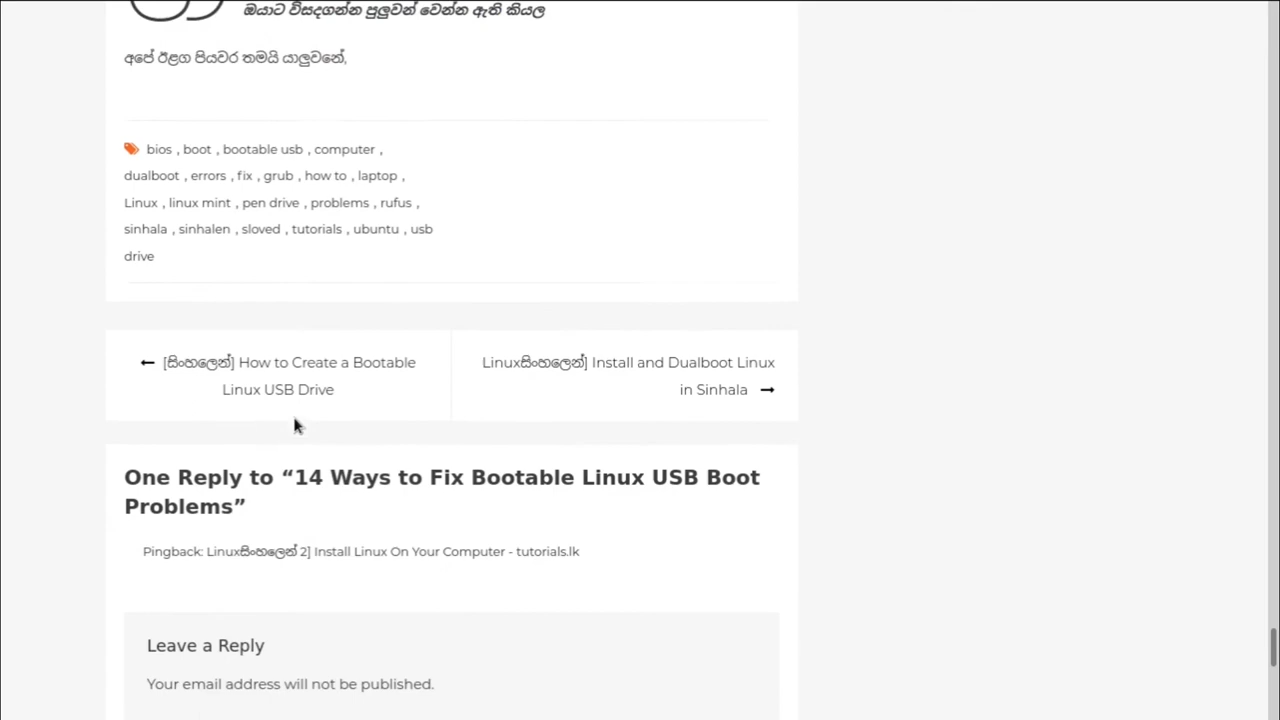 ඔයාට විසදගන්න පුලුවන් වෙන්න ඇති කියල
අපේ ඊළග පියවර තමයි යාලුවනේ,
bios , boot , bootable usb , computer ,
dualboot , errors , fix , grub , how to , laptop ,
Linux , linux mint , pen drive , problems , rufus ,
sinhala , sinhalen , sloved , tutorials , ubuntu , usb
drive
[සිංහලෙන්] How to Create a Bootable
Linux USB Drive
Linuxසිංහලෙන්] Install and Dualboot Linux
in Sinhala
One Reply to “14 Ways to Fix Bootable Linux USB Boot
Problems”
Pingback: Linuxසිංහලෙන් 2] Install Linux On Your Computer - tutorials.lk
Leave a Reply
Your email address will not be published.